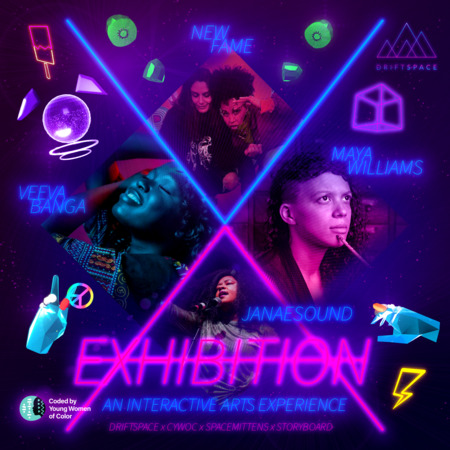 NEW
FAME
DRIFTSPACE
MAYA
WILLIAMS
VEEVA
BANGA
JANAESOUND
EXHIBITION
AN INTERACTIVE ARTS EXPERIENCE
Coded by
Young Women
of Color
DRIFTSPACE x CYWOC x SPACEMITTENS x STORYBOARD